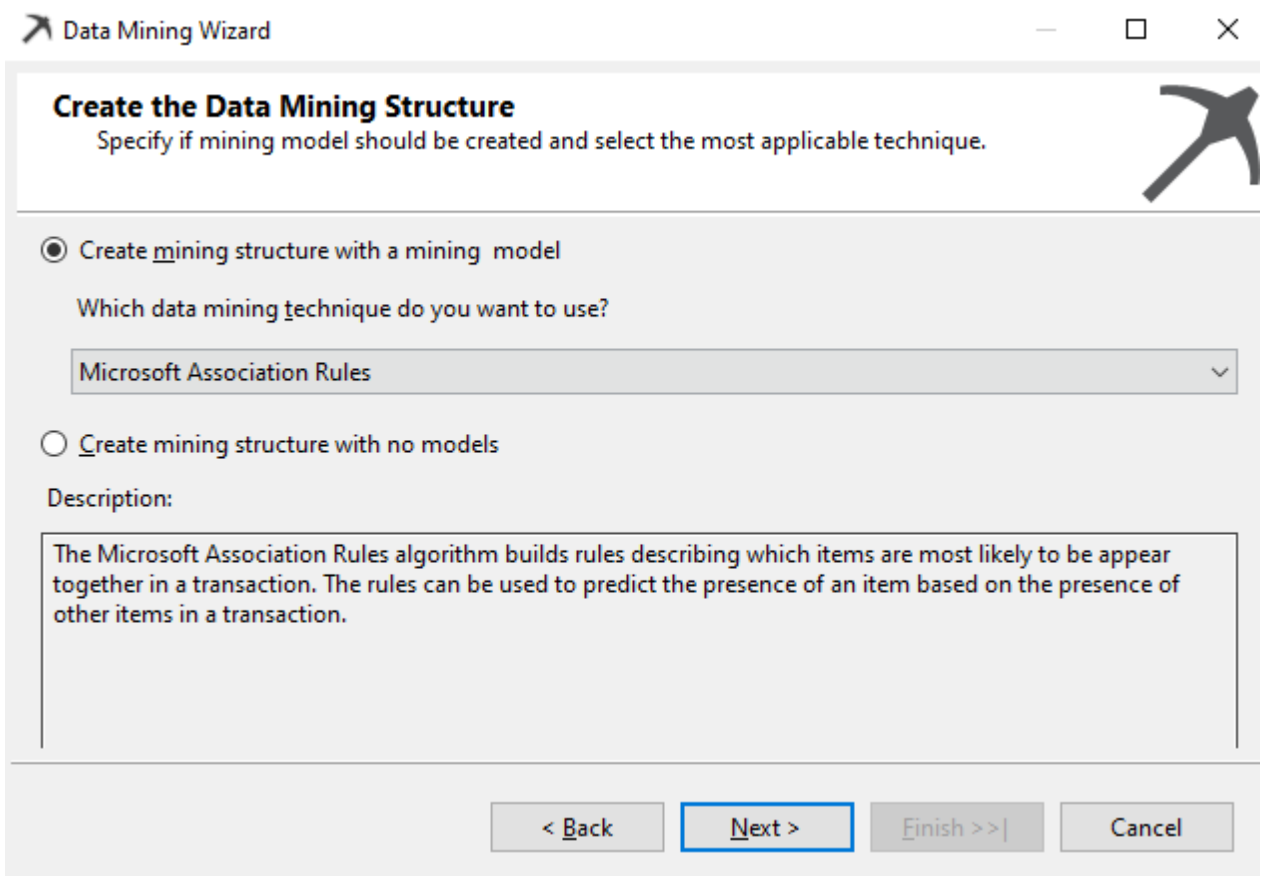 Data Mining Wizard
Create the Data Mining Structure
Specify if mining model should be created and select the most applicable technique.
Create mining structure with a mining  model
Which data mining technique do you want to use?
Microsoft Association Rules
Create mining structure with no models
Description:
The Microsoft Association Rules algorithm builds rules describing which items are most likely to be appear
together in a transaction. The rules can be used to predict the presence of an item based on the presence of
other items in a transaction.
< Back
Next >
Finish >>|
Cancel